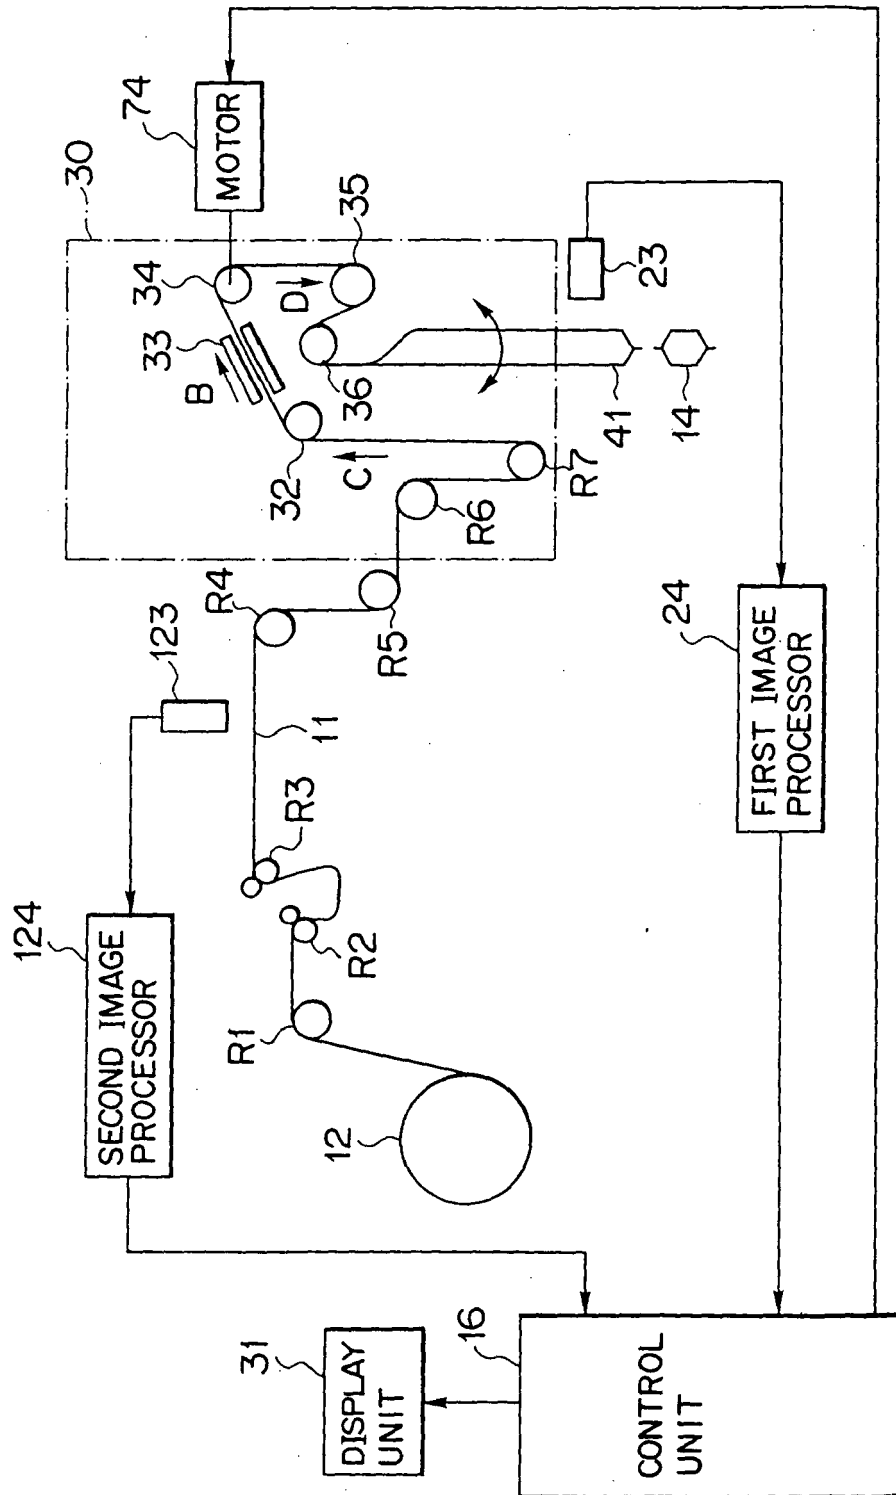 124
SECOND IMAGE
PROCESSOR
123
30
74
MOTOR
31
DISPLAY
UNIT
12
R1
R2
R3
11
R4
R5
R6
R7
C
32
B
33
34
D
35
36
41
14
23
16
CONTROL
UNIT
24
FIRST IMAGE
PROCESSOR